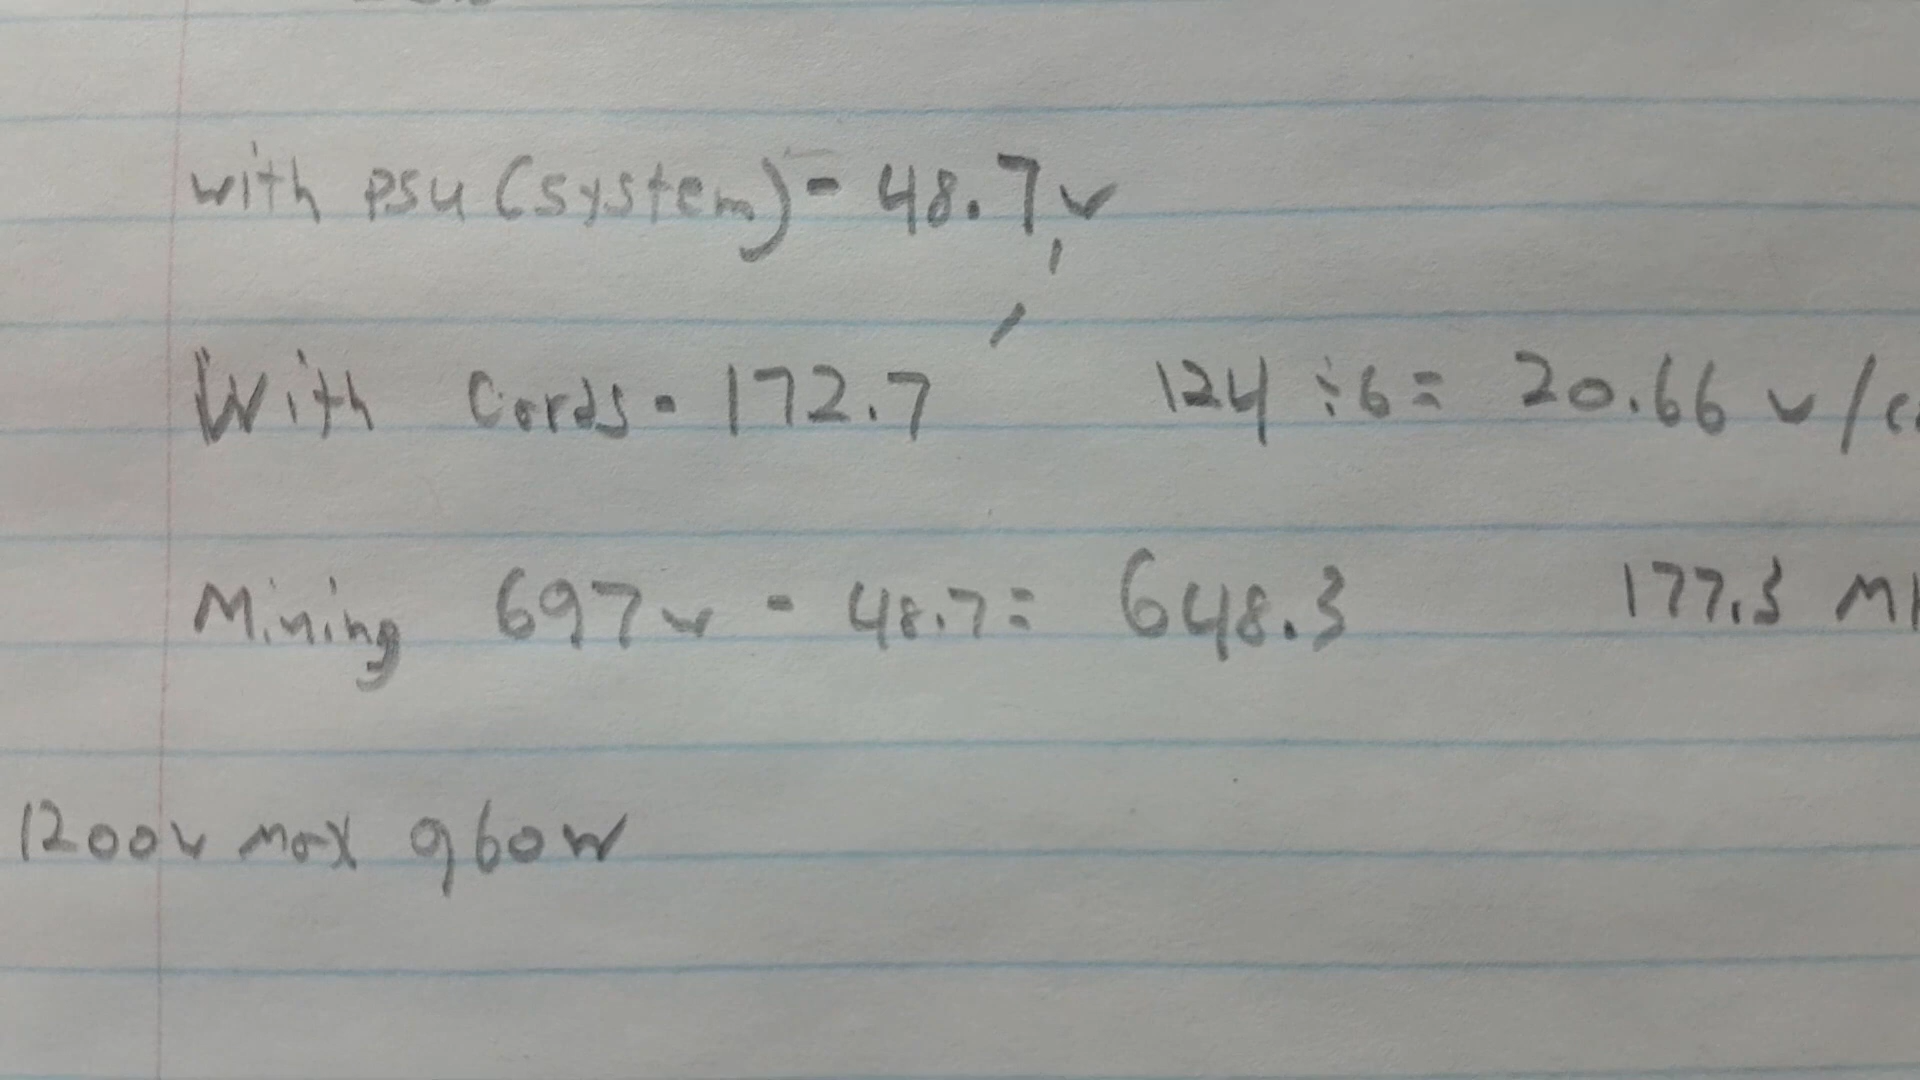 with psu (system) - 48.7w
With Cards - 172.7 124 ÷ 6 = 20.66 w/c
Mining 697w - 48.7 = 648.3 177.3 M
1200w max 960w